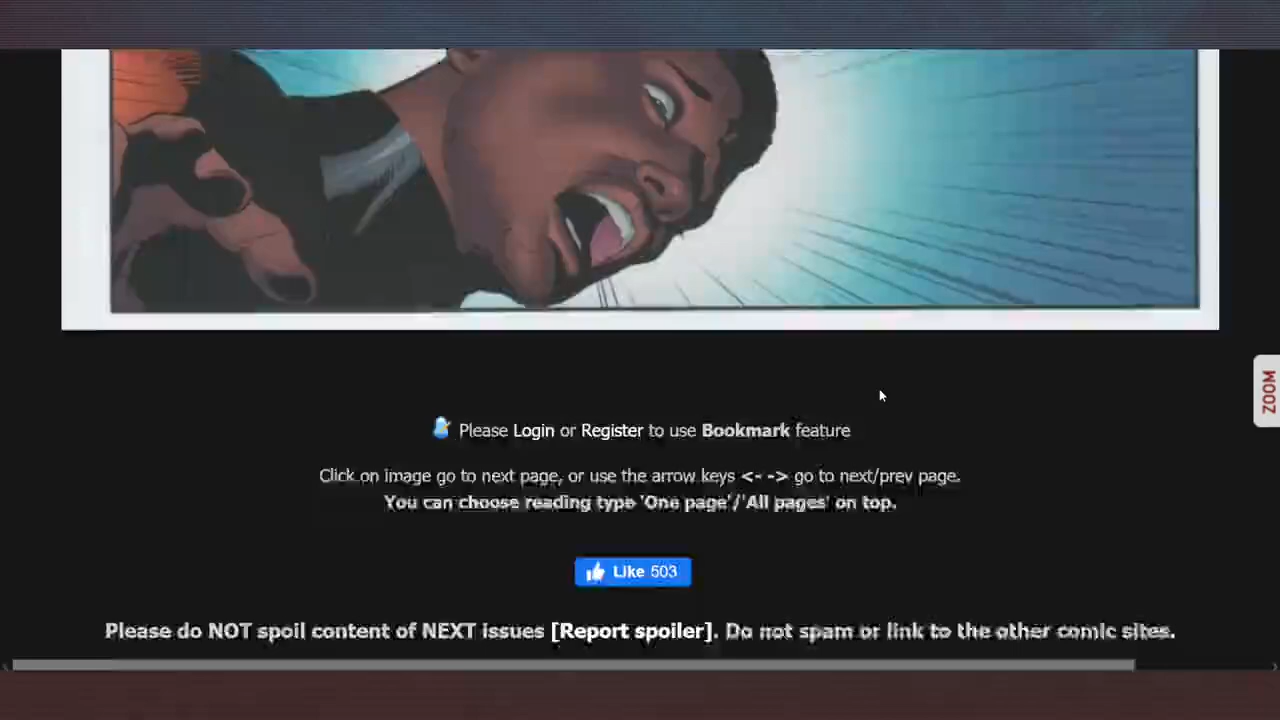 ZOOM
Please Login or Register to use Bookmark feature
Click on image go to next page, or use the arrow keys <- -> go to next/prev page.
You can choose reading type 'One page'/'All pages' on top.
Like 503
Please do NOT spoil content of NEXT issues [Report spoiler]. Do not spam or link to the other comic sites.